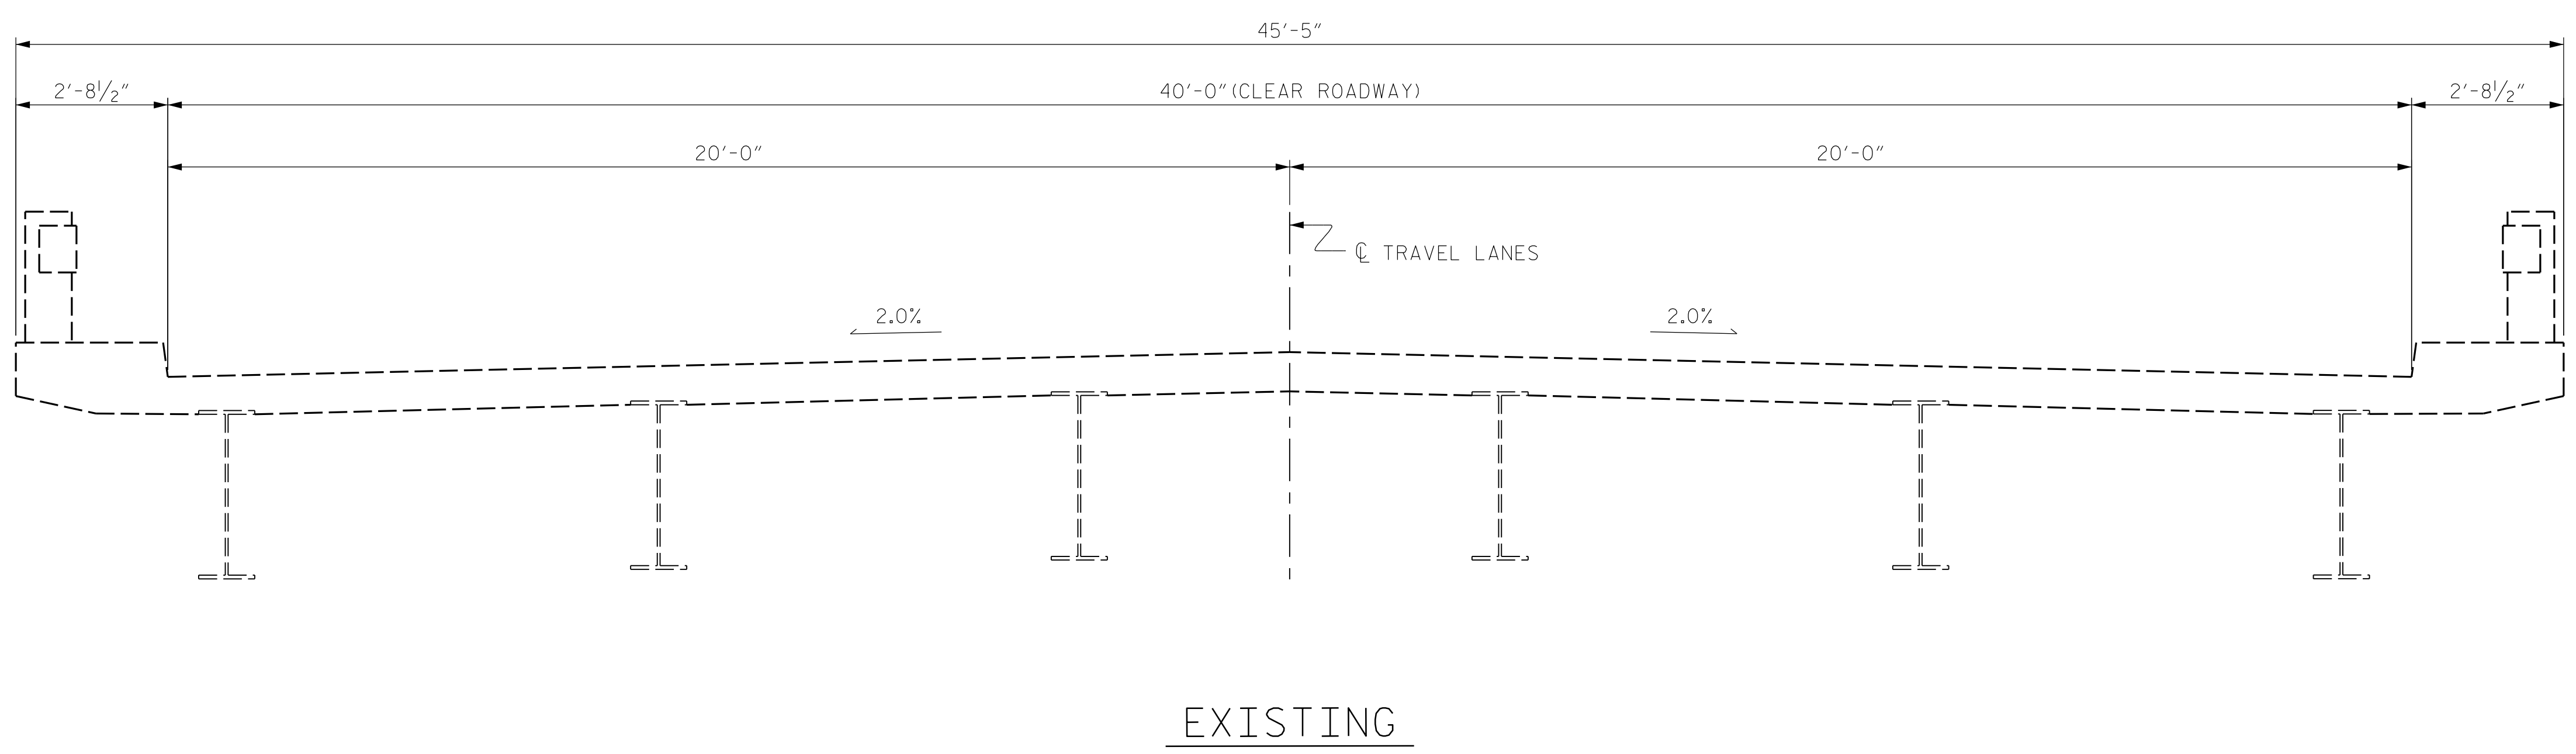 45'-5"
2'-8½"
40'-0"(CLEAR ROADWAY)
2'-8½"
20'-0"
20'-0"
℄ TRAVEL LANES
2.0%
2.0%
EXISTING